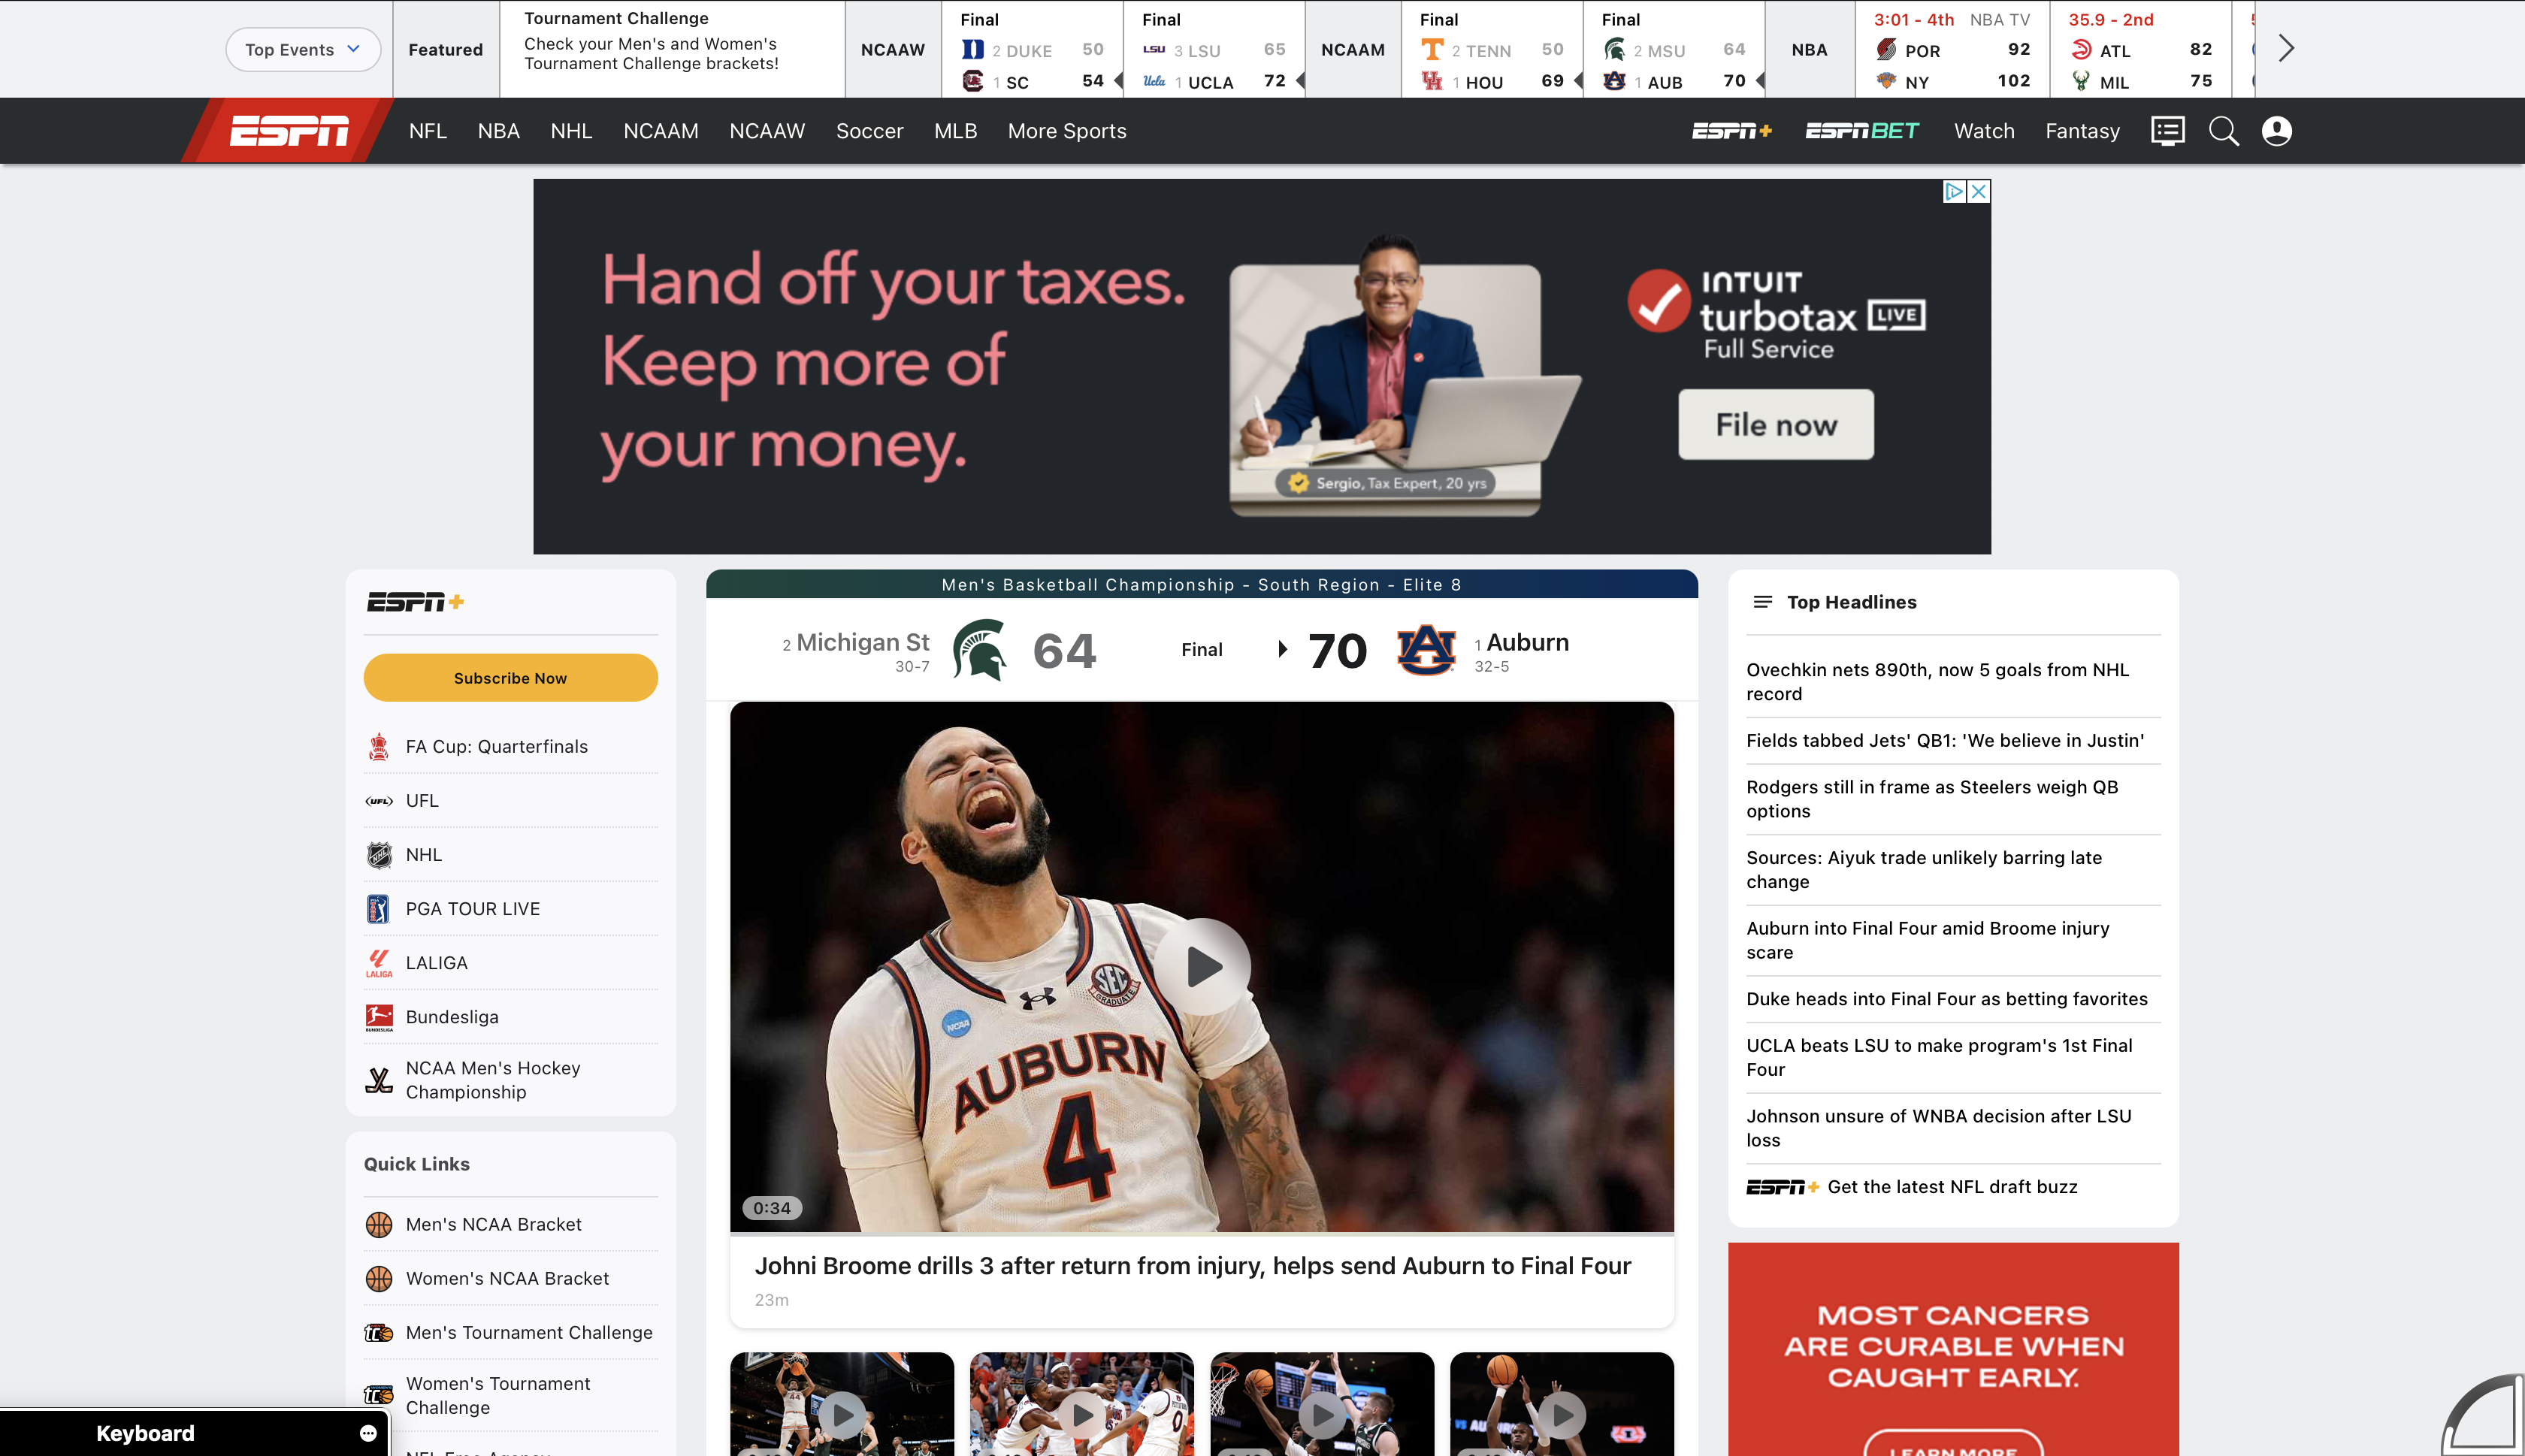 Top Events
Featured
Tournament Challenge
Check your Men's and Women's
Tournament Challenge brackets!
NCAAW
Final
2 DUKE 50
1 SC 54
Final
LSU 3 LSU 65
Ucla 1 UCLA 72
NCAAM
Final
2 TENN 50
1 HOU 69
Final
2 MSU 64
1 AUB 70
NBA
3:01 - 4th NBA TV
POR 92
NY 102
35.9 - 2nd
ATL 82
MIL 75
ESPN NFL NBA NHL NCAAM NCAAW Soccer MLB More Sports ESPN+ ESPN BET Watch Fantasy
Hand off your taxes.
Keep more of
your money.
Sergio, Tax Expert, 20 yrs
INTUIT
turbotax LIVE
Full Service
File now
ESPN+
Subscribe Now
FA Cup: Quarterfinals
UFL UFL
NHL NHL
PGA TOUR LIVE
LALIGA LALIGA
BUNDESLIGA Bundesliga
NCAA Men's Hockey
Championship
Quick Links
Men's NCAA Bracket
Women's NCAA Bracket
TC Men's Tournament Challenge
TC Women's Tournament
Challenge
Keyboard
Men's Basketball Championship - South Region - Elite 8
2 Michigan St 64 Final 70 1 Auburn
30-7 32-5
SEC
GRADUATE
NCAA
AUBURN
4
0:34
Johni Broome drills 3 after return from injury, helps send Auburn to Final Four
23m
Top Headlines
Ovechkin nets 890th, now 5 goals from NHL
record
Fields tabbed Jets' QB1: 'We believe in Justin'
Rodgers still in frame as Steelers weigh QB
options
Sources: Aiyuk trade unlikely barring late
change
Auburn into Final Four amid Broome injury
scare
Duke heads into Final Four as betting favorites
UCLA beats LSU to make program's 1st Final
Four
Johnson unsure of WNBA decision after LSU
loss
ESPN+ Get the latest NFL draft buzz
MOST CANCERS
ARE CURABLE WHEN
CAUGHT EARLY.
LEARN MORE